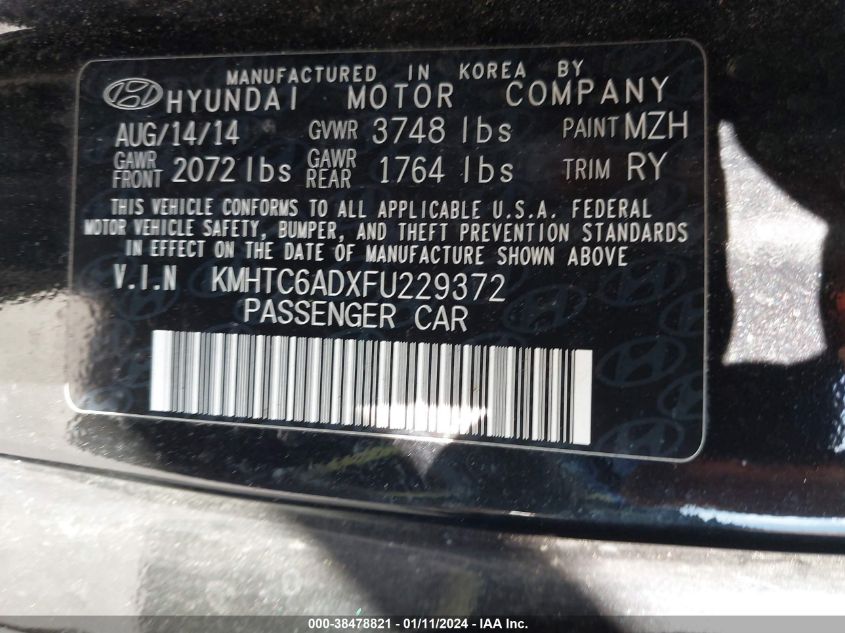 MANUFACTURED IN KOREA BY
HYUNDAI MOTOR COMPANY
AUG/14/14 GVWR 3748 lbs PAINT MZH
GAWR FRONT 2072 lbs GAWR REAR 1764 lbs TRIM RY
THIS VEHICLE CONFORMS TO ALL APPLICABLE U.S.A. FEDERAL
MOTOR VEHICLE SAFETY, BUMPER, AND THEFT PREVENTION STANDARDS
IN EFFECT ON THE DATE OF MANUFACTURE SHOWN ABOVE
V.I.N KMHTC6ADXFU229372
PASSENGER CAR
000-38478821 - 01/11/2024 - IAA Inc.